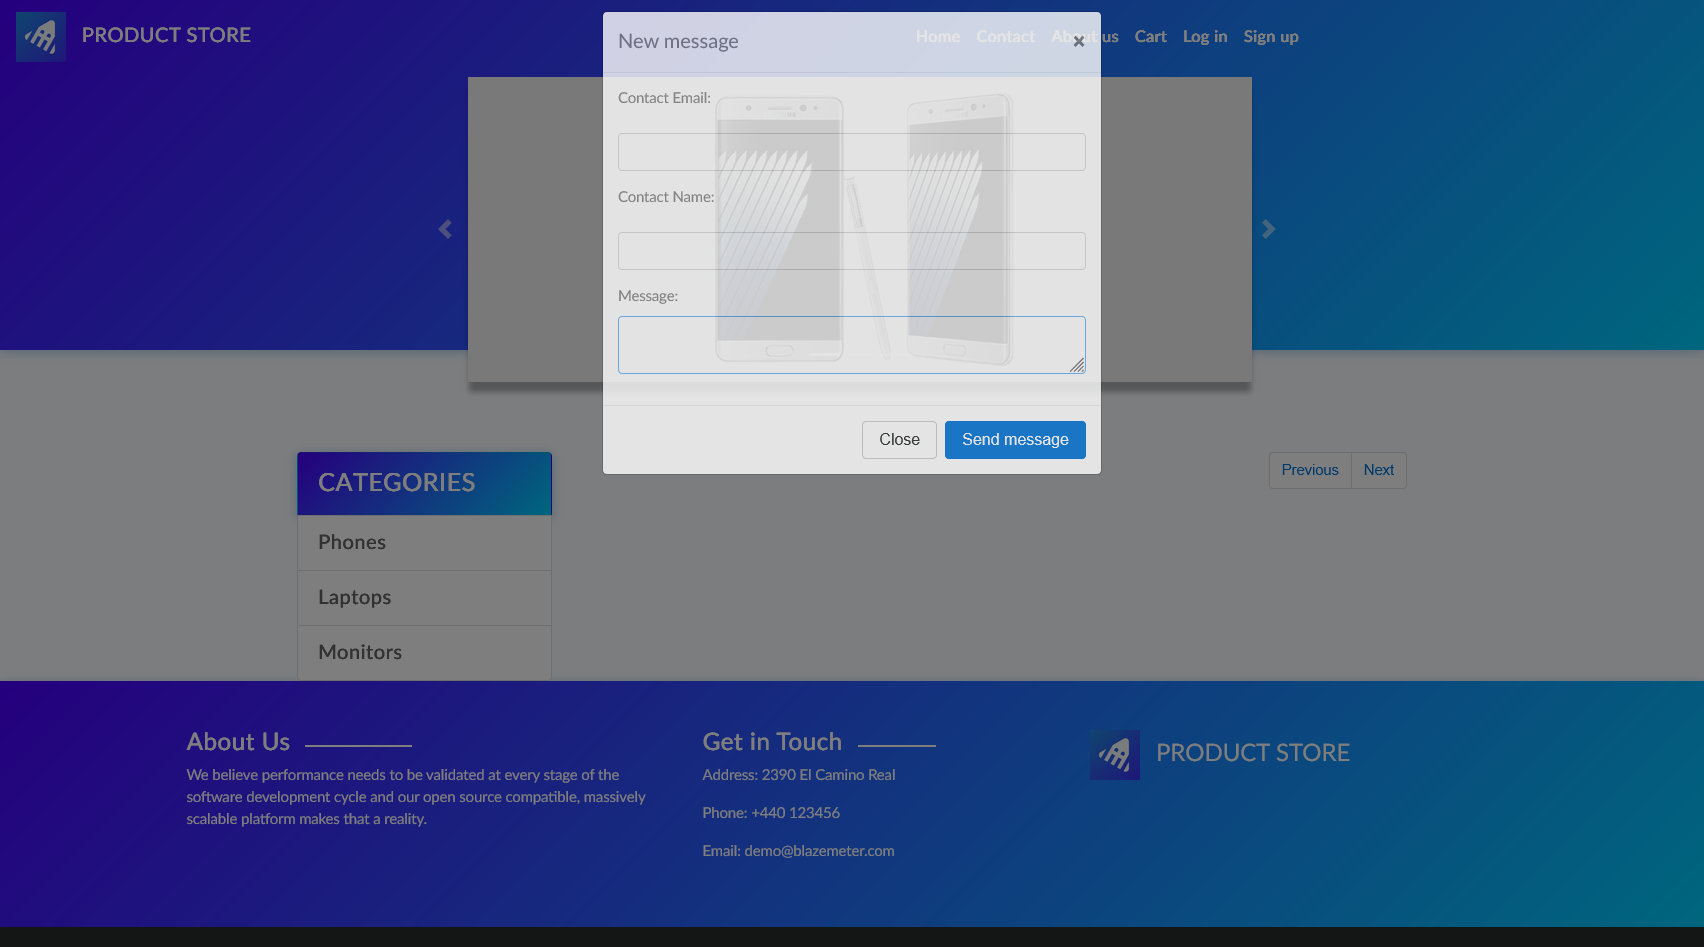 PRODUCT STORE
Home Contact About us Cart Log in Sign up
New message
×
Contact Email:
Contact Name:
Message:
Close Send message
CATEGORIES
Phones
Laptops
Monitors
Previous Next
About Us
We believe performance needs to be validated at every stage of the
software development cycle and our open source compatible, massively
scalable platform makes that a reality.
Get in Touch
Address: 2390 El Camino Real
Phone: +440 123456
Email: demo@blazemeter.com
PRODUCT STORE